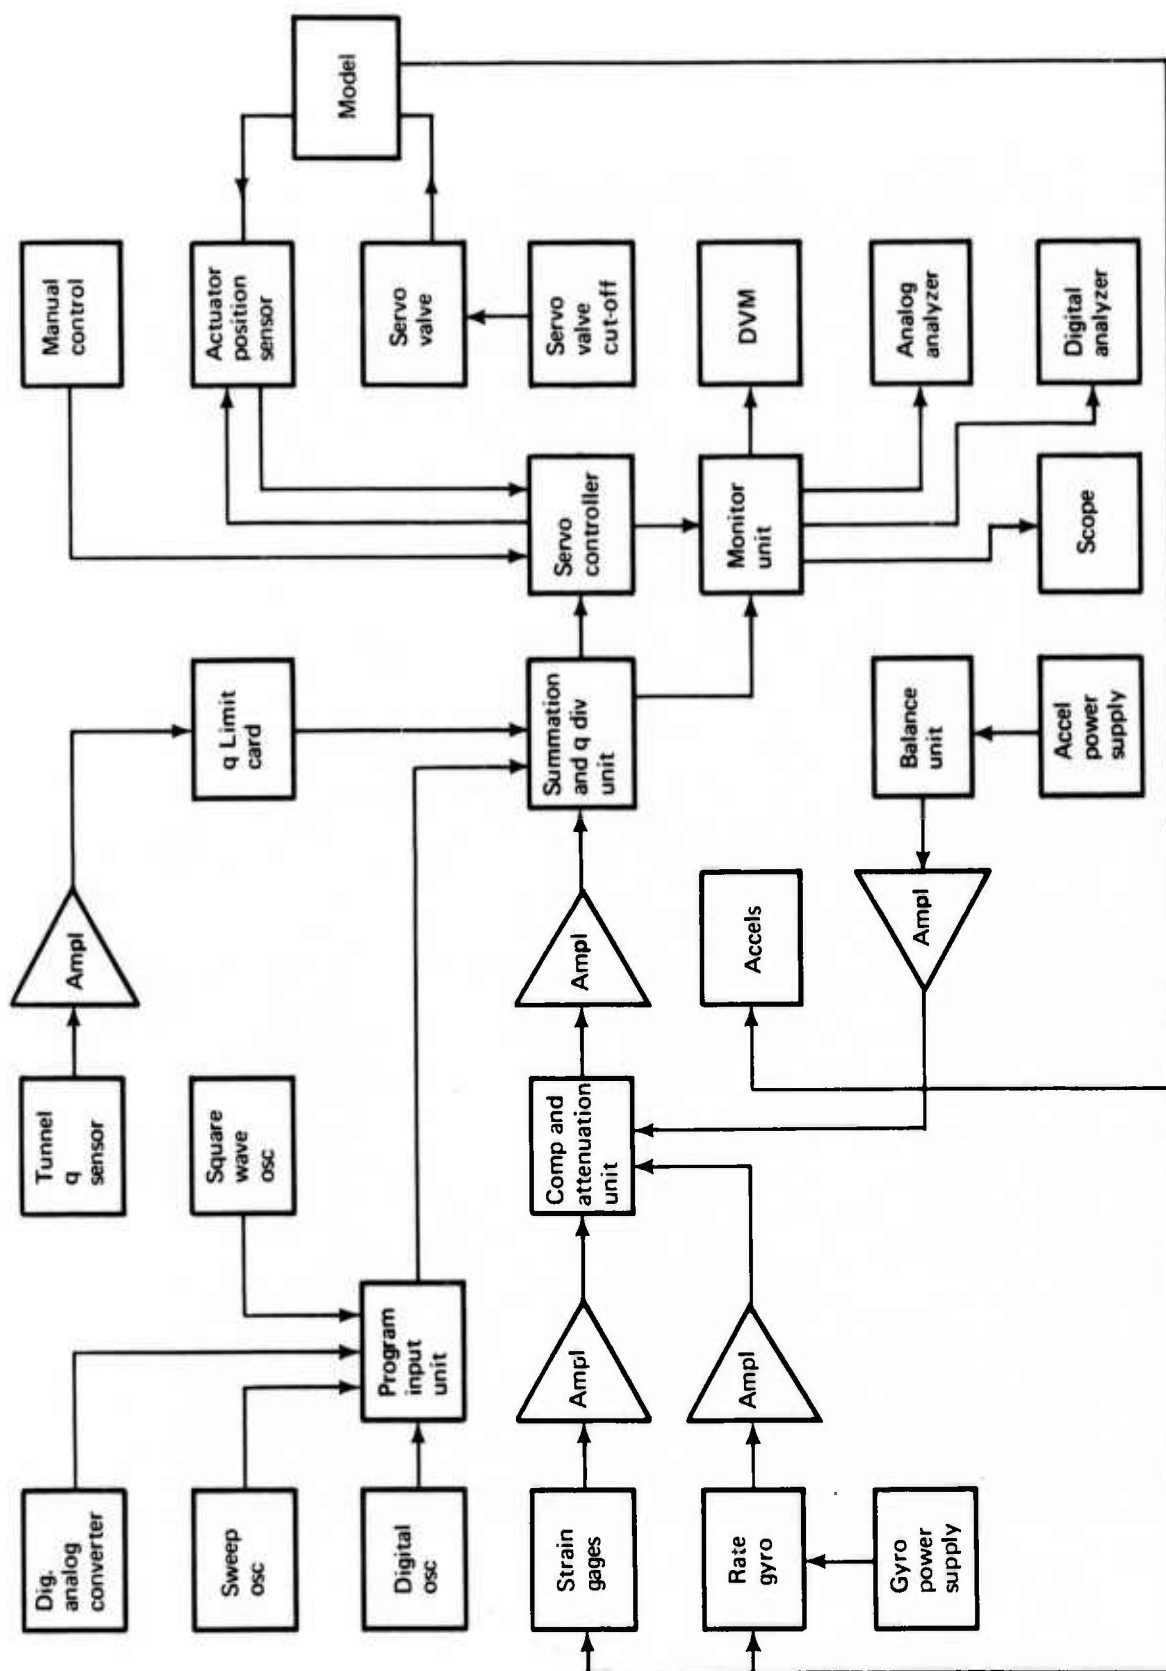 Dig.
analog
converter
Sweep
osc
Digital
osc
Strain
gages
Rate
gyro
Gyro
power
supply
Program
input
unit
Ampl
Ampl
Tunnel
q
sensor
Square
wave
osc
Comp and
attenuation
unit
Ampl
Ampl
Accels
Ampl
q Limit
card
Summation
and q div
unit
Balance
unit
Accel
power
supply
Servo
controller
Monitor
unit
Scope
Manual
control
Actuator
position
sensor
Servo
valve
Servo
valve
cut-off
DVM
Analog
analyzer
Digital
analyzer
Model